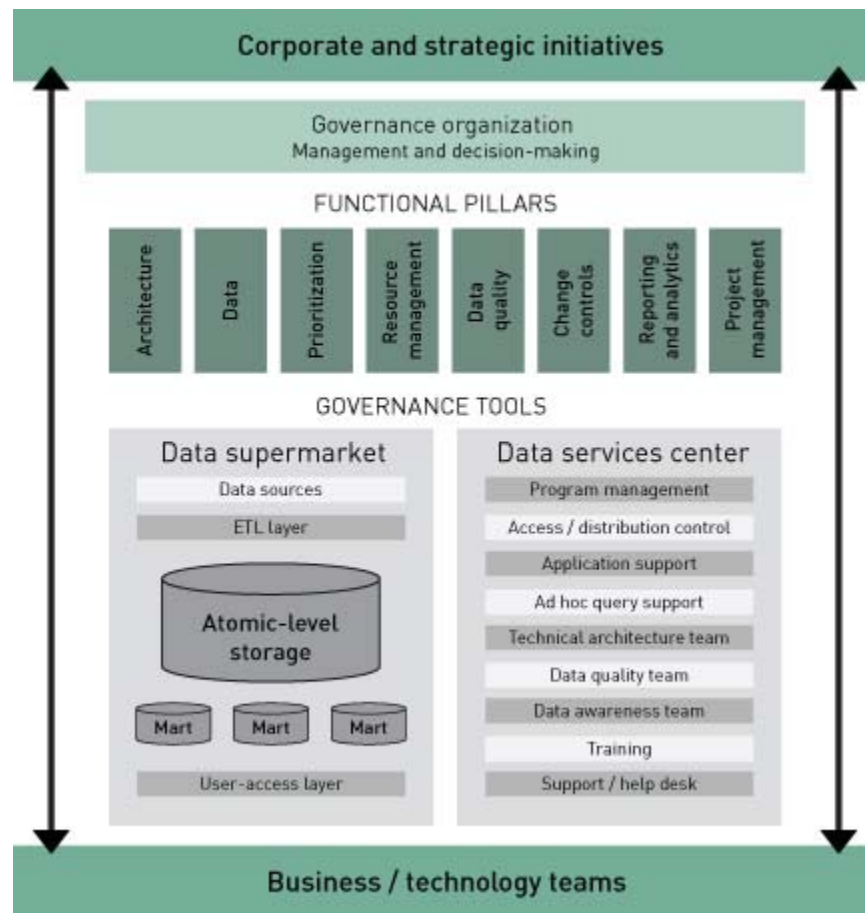 Corporate and strategic initiatives
Governance organization
Management and decision-making
FUNCTIONAL PILLARS
Architecture
Data
Prioritization
Resource
management
Data
quality
Change
controls
Reporting
and analytics
Project
management
GOVERNANCE TOOLS
Data supermarket
Data sources
ETL layer
Atomic-level
storage
Mart
Mart
Mart
User-access layer
Data services center
Program management
Access / distribution control
Application support
Ad hoc query support
Technical architecture team
Data quality team
Data awareness team
Training
Support / help desk
Business / technology teams